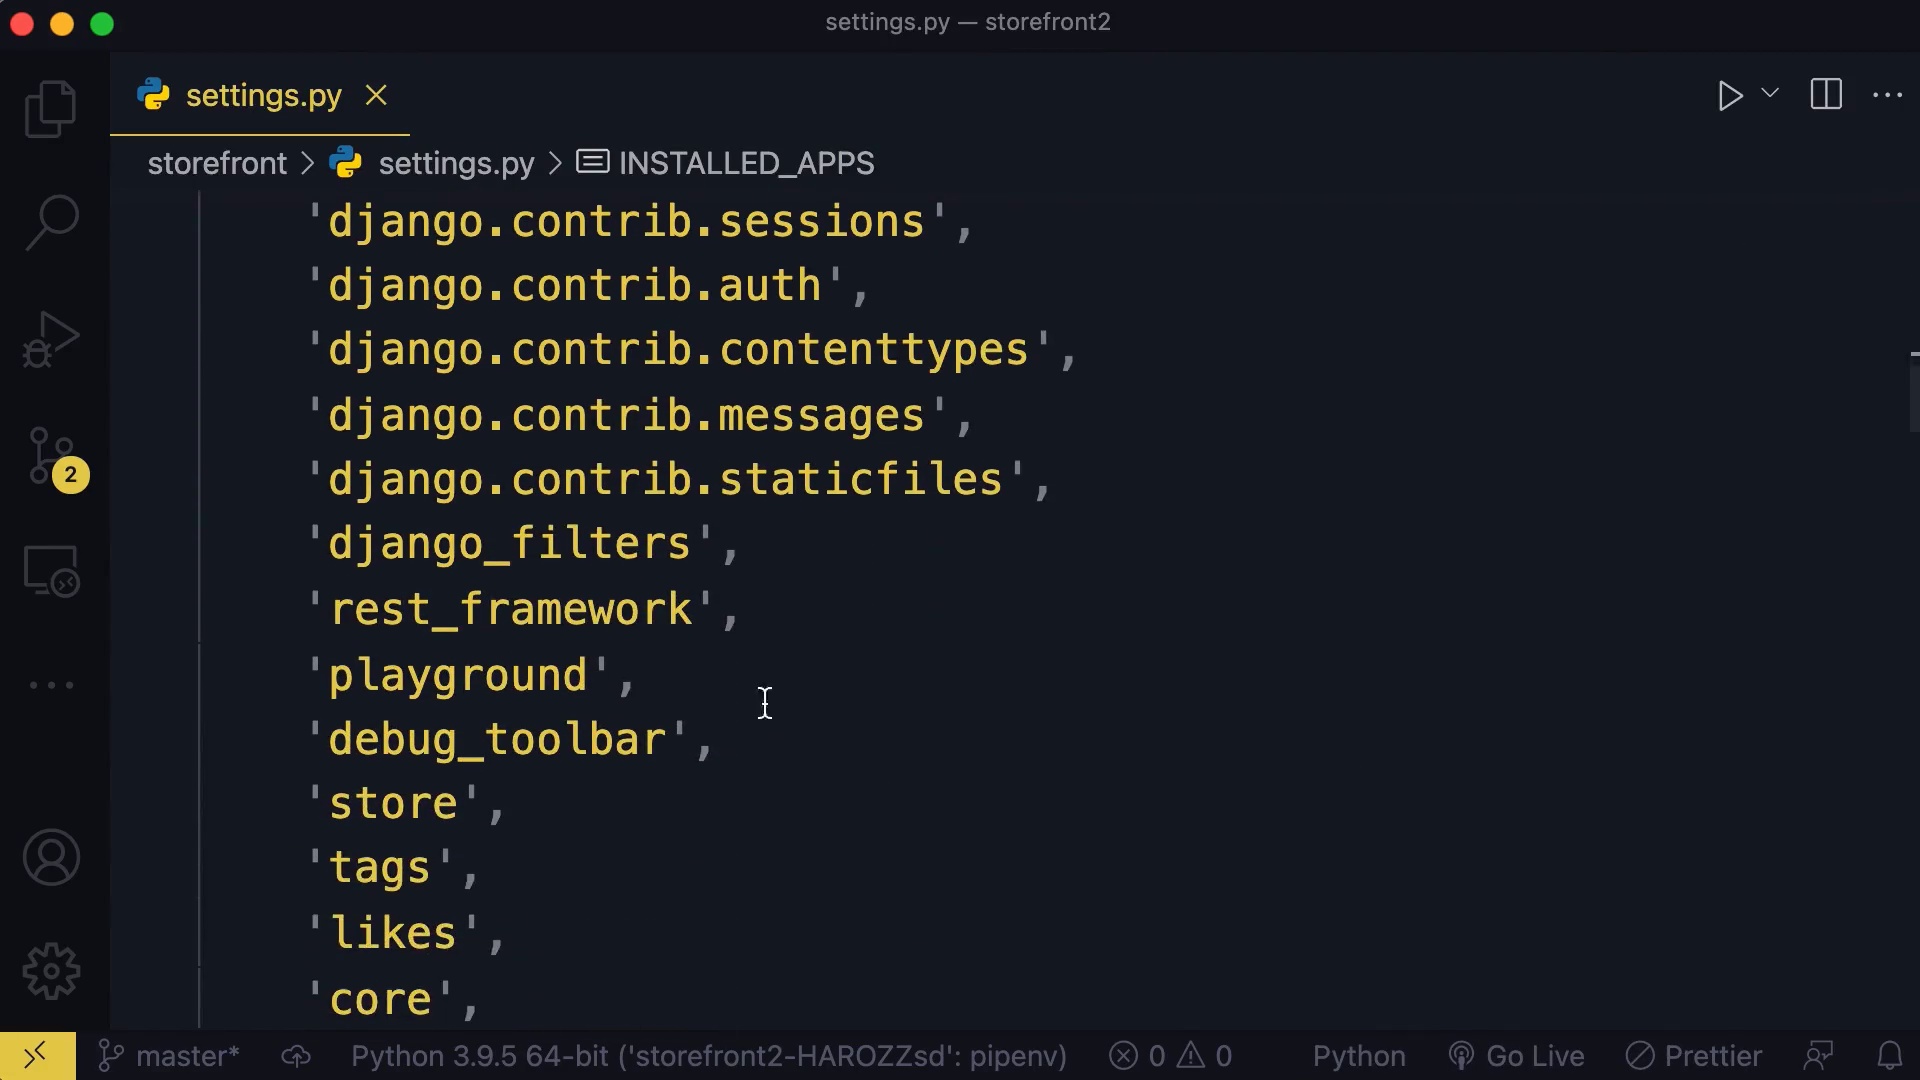 settings.py — storefront2
settings.py
storefront > settings.py > INSTALLED_APPS
'django.contrib.sessions',
'django.contrib.auth',
'django.contrib.contenttypes',
'django.contrib.messages',
'django.contrib.staticfiles',
'django_filters',
'rest_framework',
'playground',
'debug_toolbar',
'store',
'tags',
'likes',
'core',
2
master* Python 3.9.5 64-bit ('storefront2-HAROZZsd': pipenv) 0 0 Python Go Live Prettier